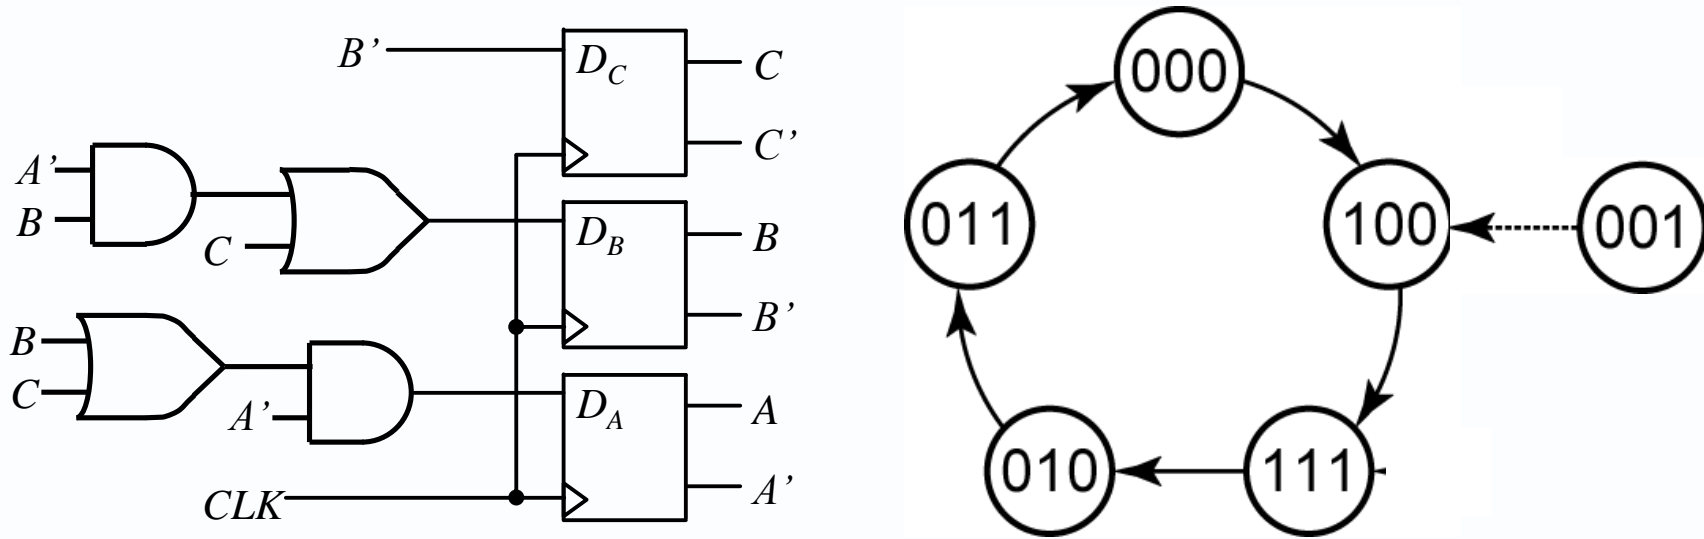 B’
D_C
C
C’
A’
B
C
D_B
B
B’
B
C
A’
D_A
A
A’
CLK
000
011
100
001
010
111